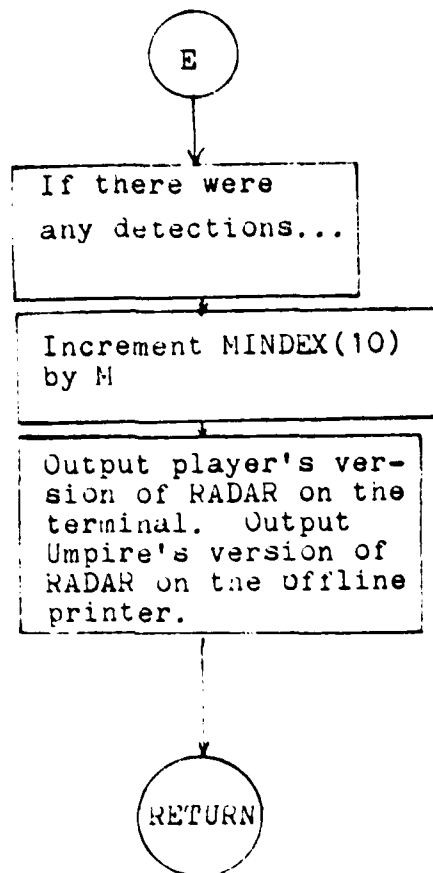 E
If there were
any detections...
Increment MINDEX(10)
by M
Output player's ver-
sion of RADAR on the
terminal. Output
Umpire's version of
RADAR on the offline
printer.
RETURN